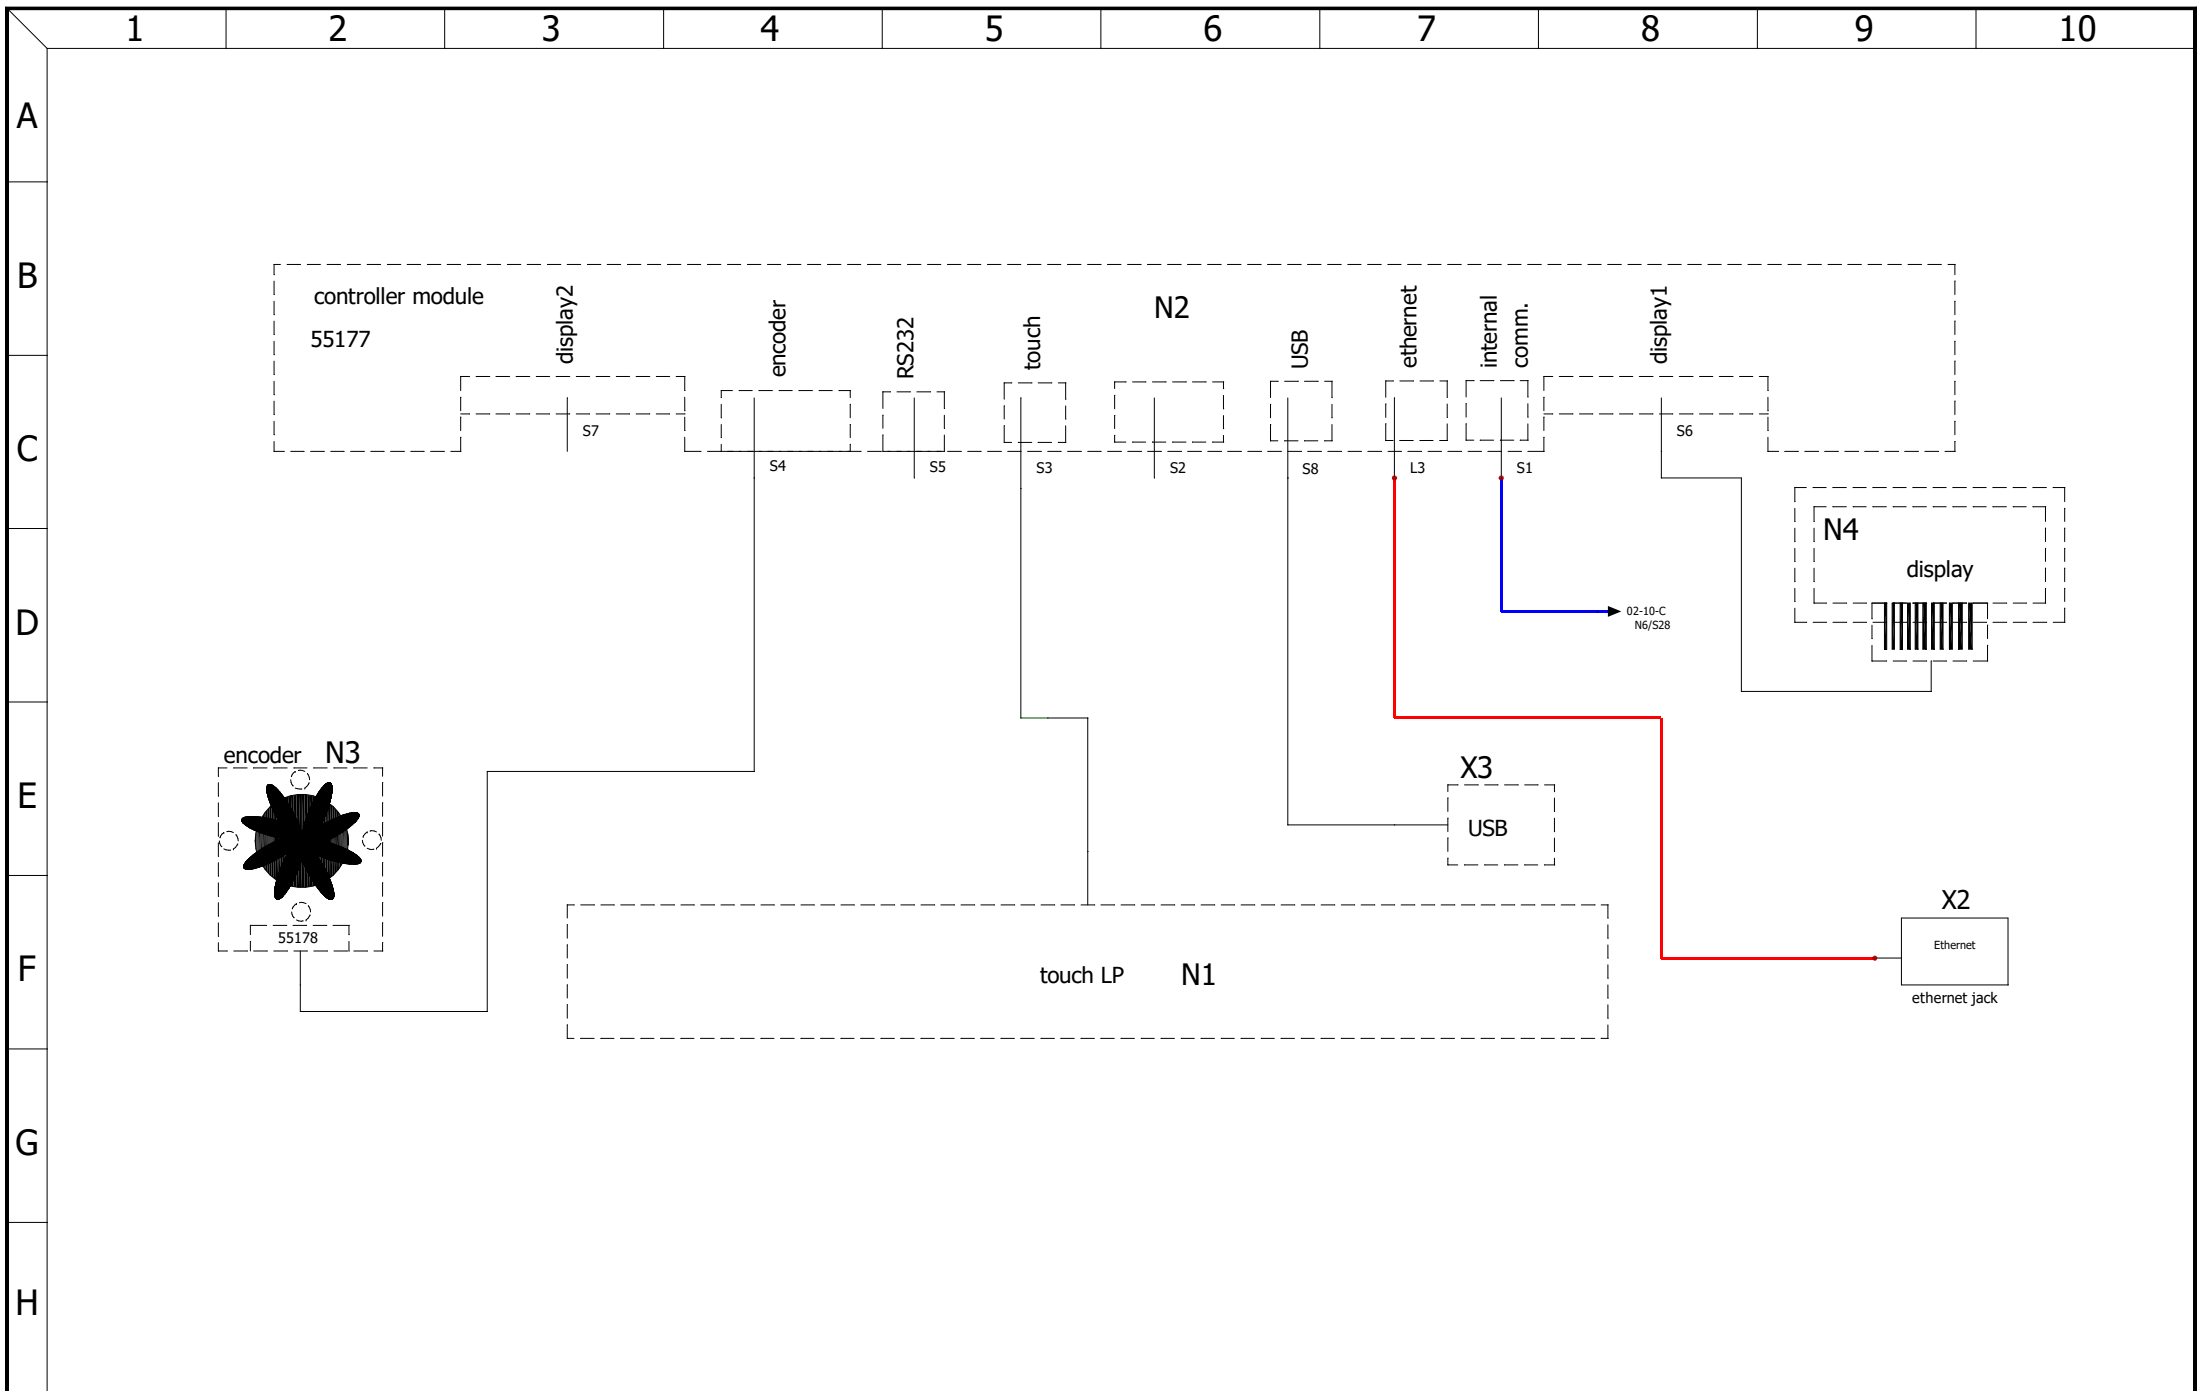 1 2 3 4 5 6 7 8 9 10
A
B
controller module
55177
display2
encoder
RS232
touch
N2
USB
ethernet
internal
comm.
display1
C
S7
S4
S5
S3
S2
S8
L3
S1
S6
N4
display
D
02-10-C
N6/S28
encoder N3
E
X3
USB
55178
F
touch LP N1
X2
Ethernet
ethernet jack
G
H